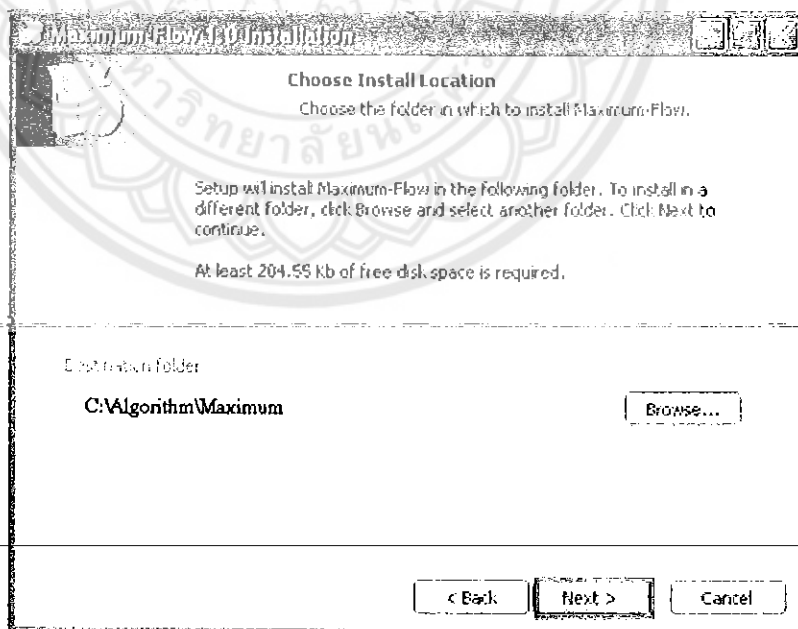 Maximum-Flow 1.0 Installation
Choose Install Location
Choose the folder in which to install Maximum-Flow.
Setup will install Maximum-Flow in the following folder. To install in a
different folder, click Browse and select another folder. Click Next to
continue.
At least 204.55 Kb of free disk space is required.
Destination folder
C:\Algorithm\Maximum
Browse...
< Back
Next >
Cancel